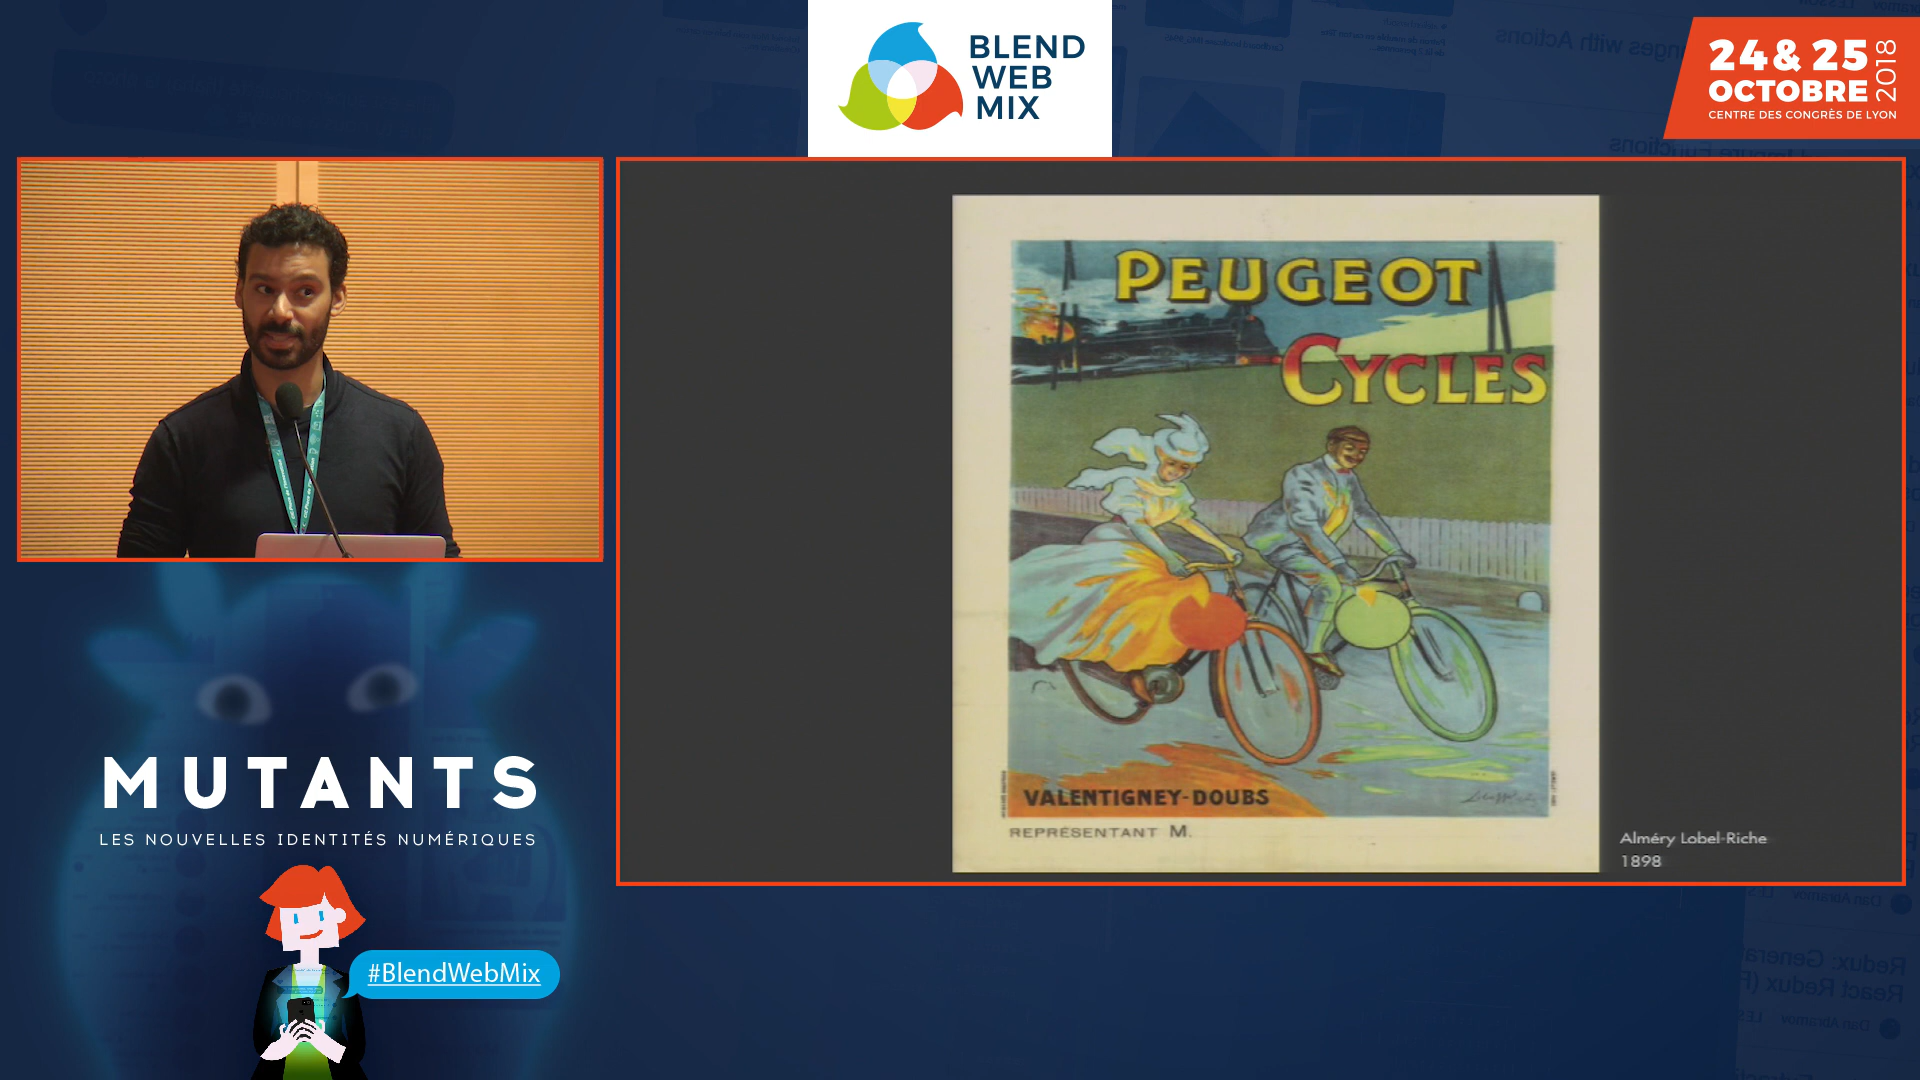 BLEND
WEB
MIX
24 & 25
OCTOBRE
2018
CENTRE DES CONGRÈS DE LYON
PEUGEOT
CYCLES
VALENTIGNEY-DOUBS
REPRÉSENTANT M.
Alméry Lobel-Riche
1898
MUTANTS
LES NOUVELLES IDENTITÉS NUMÉRIQUES
#BlendWebMix